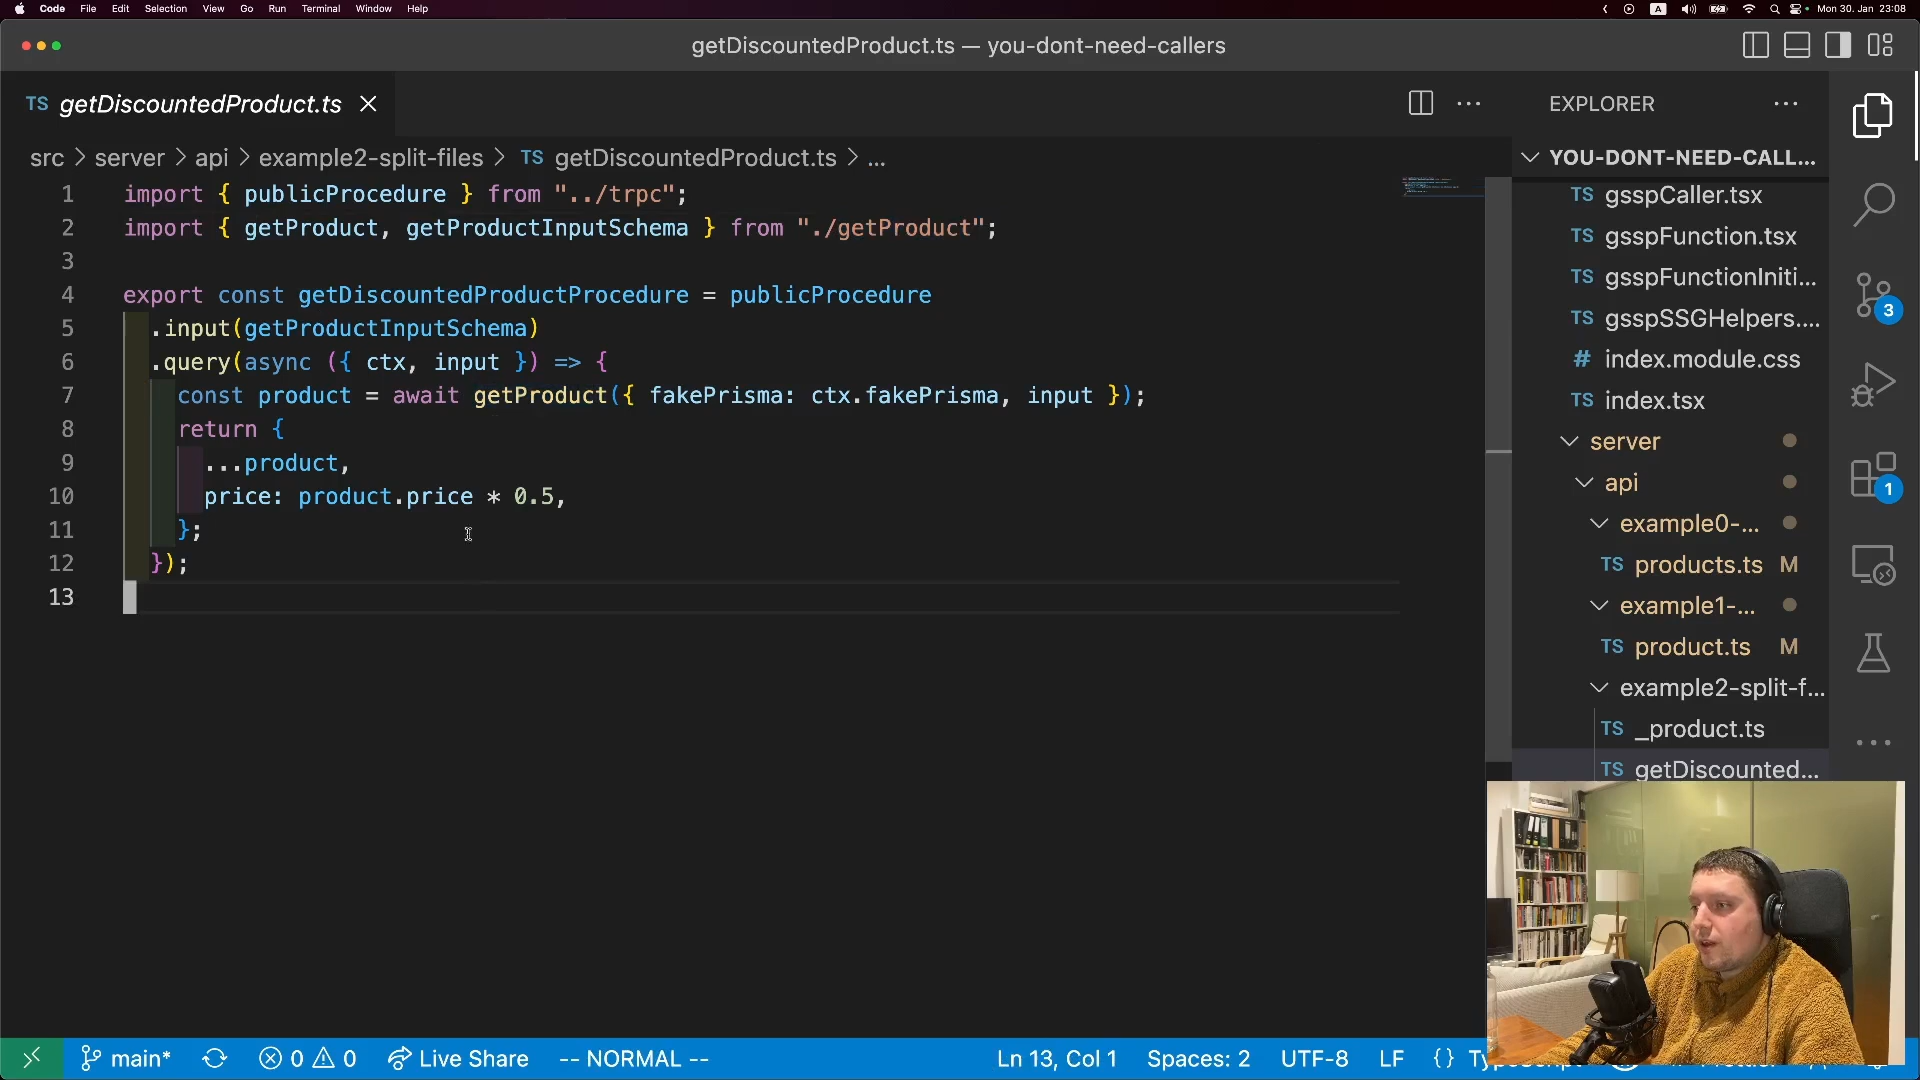 Code File Edit Selection View Go Run Terminal Window Help
A Mon 30. Jan 23:08
getDiscountedProduct.ts — you-dont-need-callers
TS getDiscountedProduct.ts
src > server > api > example2-split-files > TS getDiscountedProduct.ts > ...
1 import { publicProcedure } from "../trpc";
2 import { getProduct, getProductInputSchema } from "./getProduct";
3
4 export const getDiscountedProductProcedure = publicProcedure
5 .input(getProductInputSchema)
6 .query(async ({ ctx, input }) => {
7 const product = await getProduct({ fakePrisma: ctx.fakePrisma, input });
8 return {
9 ...product,
10 price: product.price * 0.5,
11 };
12 });
13
EXPLORER
YOU-DONT-NEED-CALL...
TS gsspCaller.tsx
TS gsspFunction.tsx
TS gsspFunctionIniti...
TS gsspSSGHelpers....
# index.module.css
TS index.tsx
server
api
example0-...
TS products.ts M
example1-...
TS product.ts M
example2-split-f...
TS _product.ts
TS getDiscounted...
3
1
main* 0 0 Live Share -- NORMAL -- Ln 13, Col 1 Spaces: 2 UTF-8 LF {}